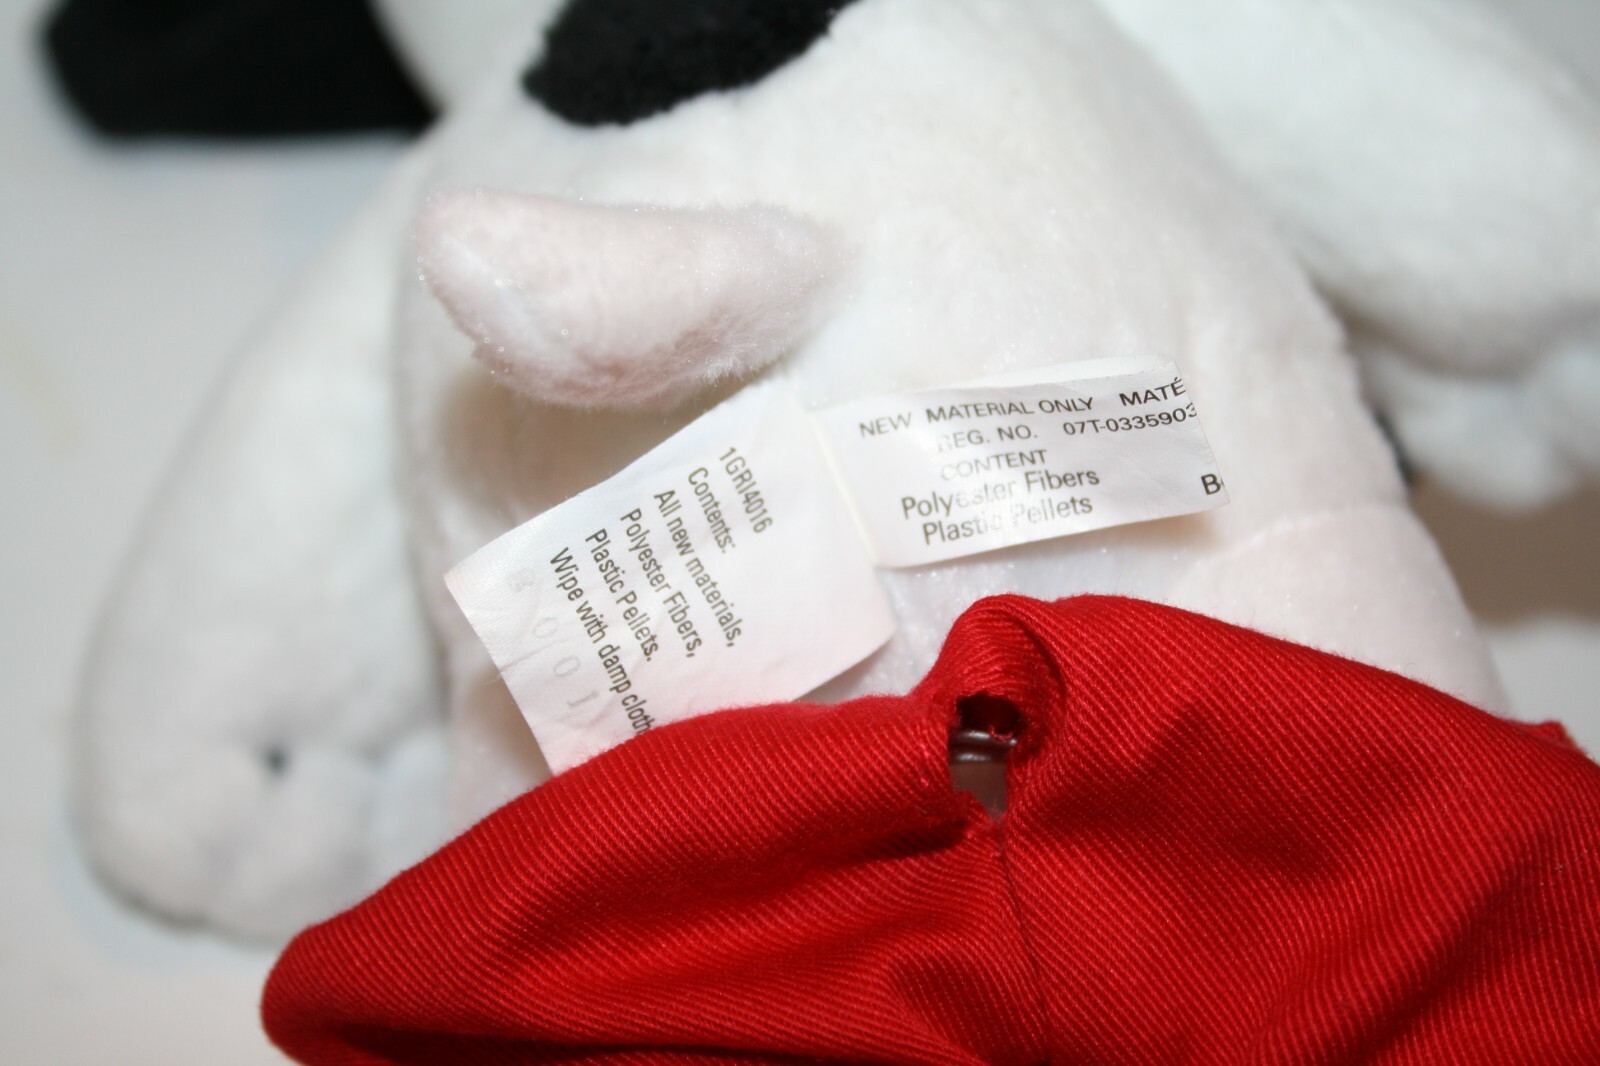 1GRI4016
Contents:
All new materials,
Polyester Fibers,
Plastic Pellets.
Wipe with damp cloth
NEW MATERIAL ONLY MATÉ
REG. NO. 07T-0335903
CONTENT
Polyester Fibers
Plastic Pellets